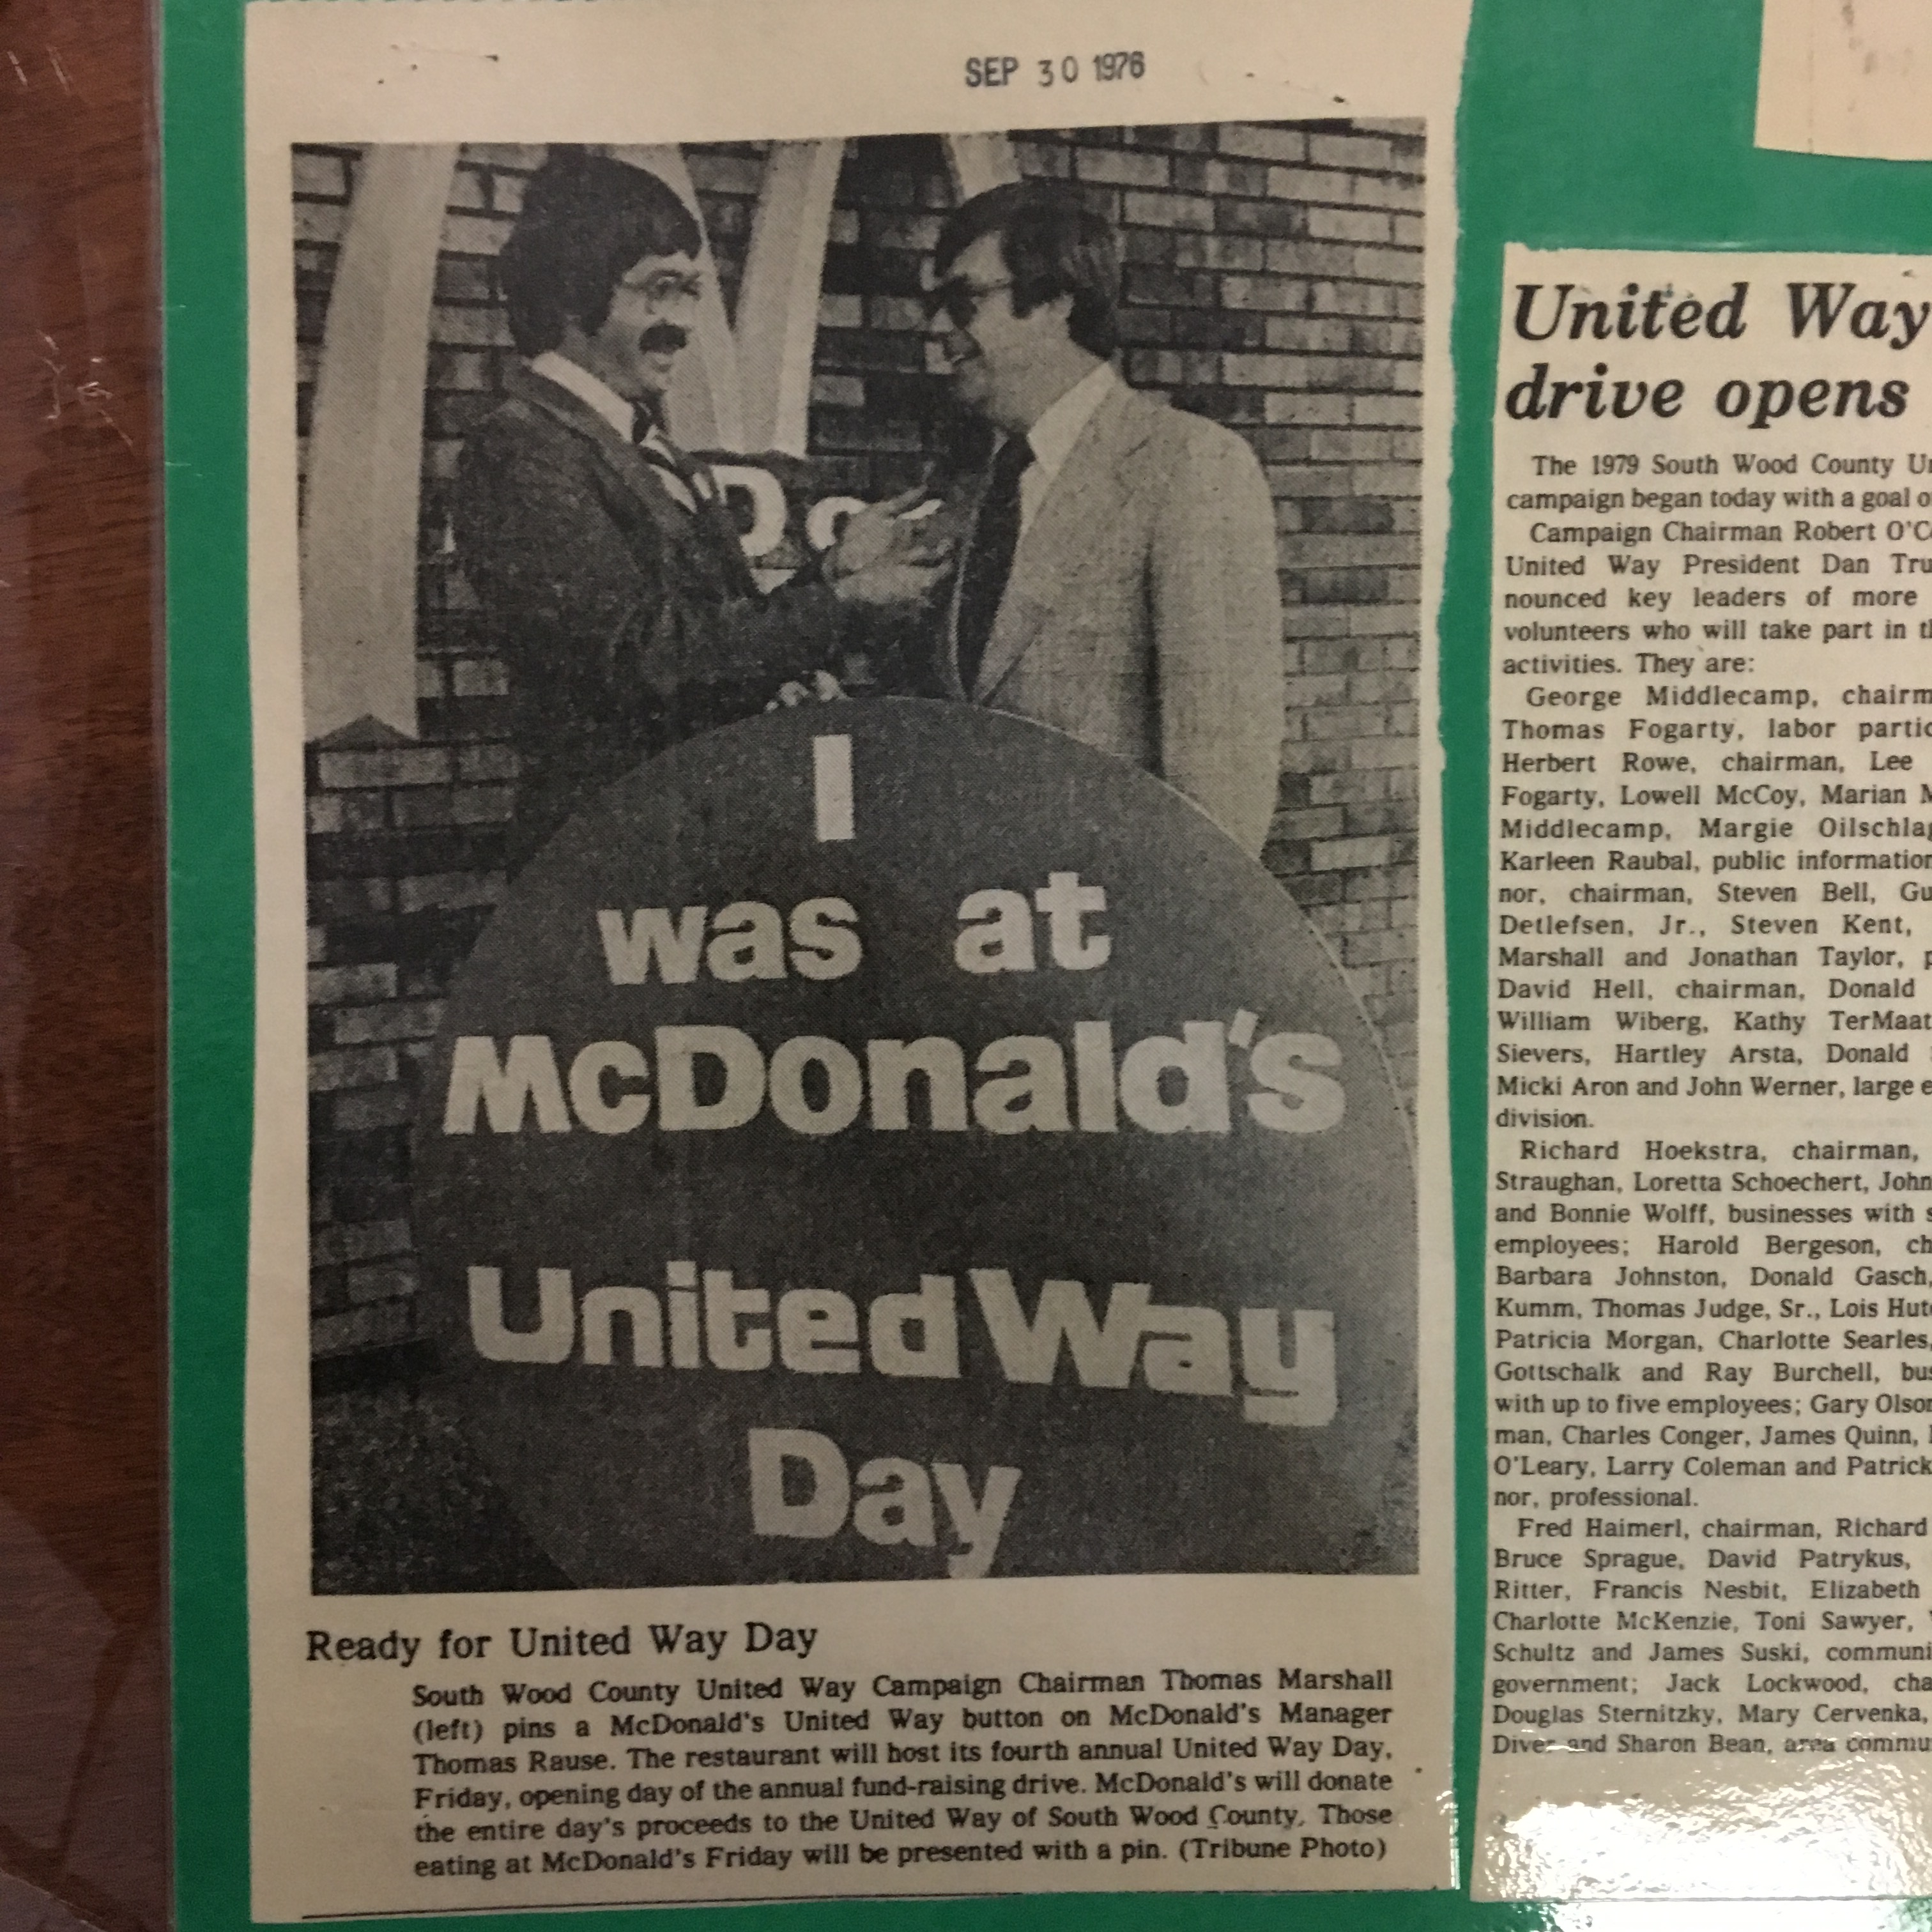 SEP 30 1976
Do
I
was at
McDonald's
United Way
Day
Ready for United Way Day
South Wood County United Way Campaign Chairman Thomas Marshall
(left) pins a McDonald's United Way button on McDonald's Manager
Thomas Rause. The restaurant will host its fourth annual United Way Day,
Friday, opening day of the annual fund-raising drive. McDonald's will donate
the entire day's proceeds to the United Way of South Wood County. Those
eating at McDonald's Friday will be presented with a pin. (Tribune Photo)
United Way
drive opens
The 1979 South Wood County
campaign began today with a goal
Campaign Chairman Robert
United Way President Dan
nounced key leaders of more
volunteers who will take part in
activities. They are:
George Middlecamp,
Thomas Fogarty, labor
Herbert Rowe, chairman, Lee
Fogarty, Lowell McCoy, Marian
Middlecamp, Margie
Karleen Raubal, public
nor, chairman, Steven Bell,
Detlefsen, Jr., Steven Kent,
Marshall and Jonathan Taylor,
David Hell, chairman, Donald
William Wiberg, Kathy TerMaat
Sievers, Hartley Arsta, Donald
Micki Aron and John Werner, large
division.
Richard Hoekstra, chairman,
Straughan, Loretta Schoechert, John
and Bonnie Wolff, businesses with
employees; Harold Bergeson,
Barbara Johnston, Donald Gasch,
Kumm, Thomas Judge, Sr., Lois
Patricia Morgan, Charlotte Searles,
Gottschalk and Ray Burchell,
with up to five employees; Gary
man, Charles Conger, James Quinn,
O'Leary, Larry Coleman and Patrick
nor, professional.
Fred Haimerl, chairman, Richard
Bruce Sprague, David Patrykus,
Ritter, Francis Nesbit, Elizabeth
Charlotte McKenzie, Toni Sawyer,
Schultz and James Suski,
government; Jack Lockwood,
Douglas Sternitzky, Mary Cervenka,
Diver and Sharon Bean, area